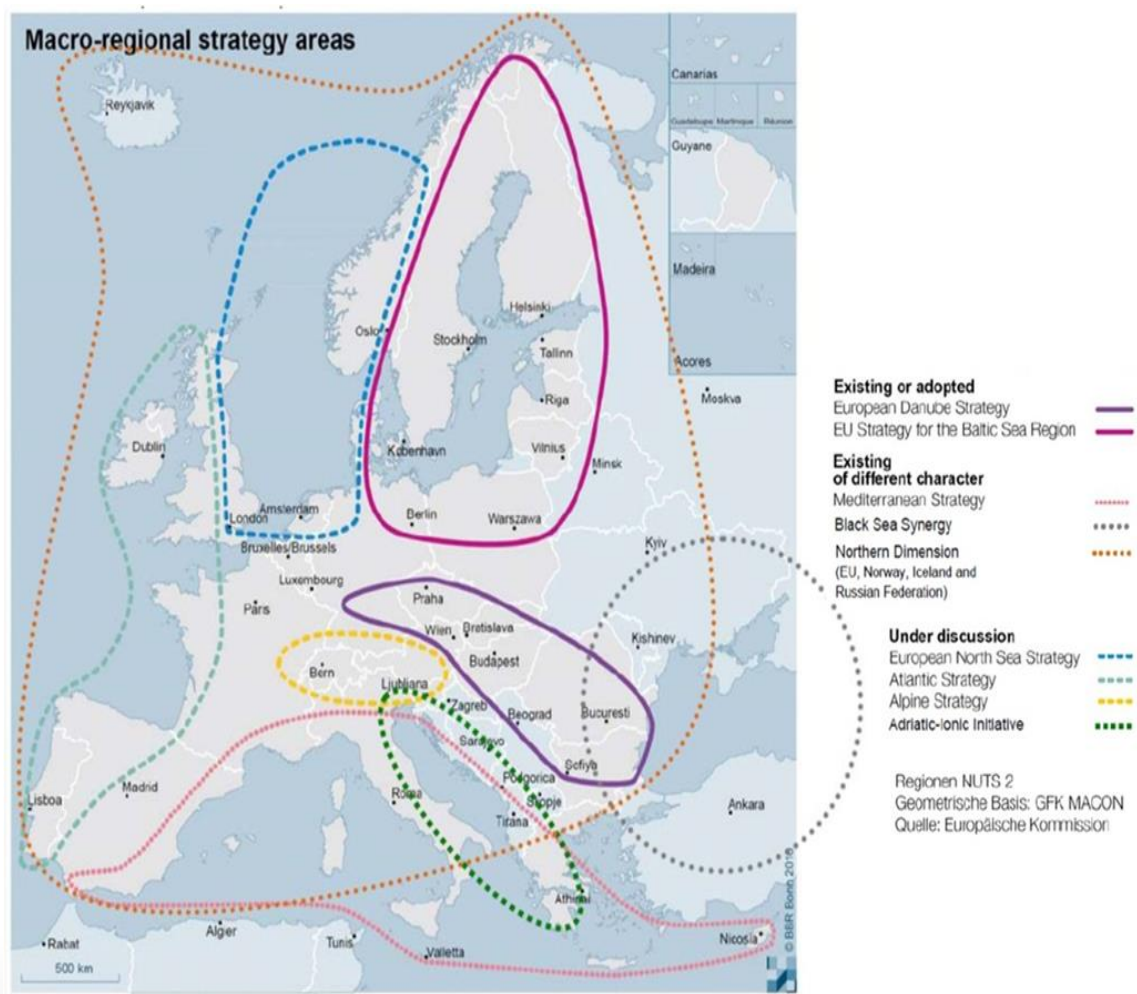 Macro-regional strategy areas
Reykjavik
Canarias
Guadeloupe
Martinique
Réunion
Guyane
Madeira
Acores
Helsinki
Oslo
Stockholm
Tallinn
Riga
Moskva
Dublin
København
Vilnius
Minsk
Amsterdam
London
Berlin
Warszawa
Bruxelles/Brussels
Kyiv
Luxembourg
Praha
Paris
Wien
Bratislava
Kishinev
Budapest
Bern
Ljubljana
Zagreb
Beograd
Bucuresti
Sarajevo
Sofiya
Podgorica
Madrid
Roma
Skopje
Lisboa
Tirana
Ankara
Athinai
Alger
Tunis
Nicosia
Rabat
Valletta
500 km
© BBR Bonn 2010
Existing or adopted
European Danube Strategy
EU Strategy for the Baltic Sea Region
Existing
of different character
Mediterranean Strategy
Black Sea Synergy
Northern Dimension
(EU, Norway, Iceland and
Russian Federation)
Under discussion
European North Sea Strategy
Atlantic Strategy
Alpine Strategy
Adriatic-Ionic Initiative
Regionen NUTS 2
Geometrische Basis: GFK MACON
Quelle: Europäische Kommission